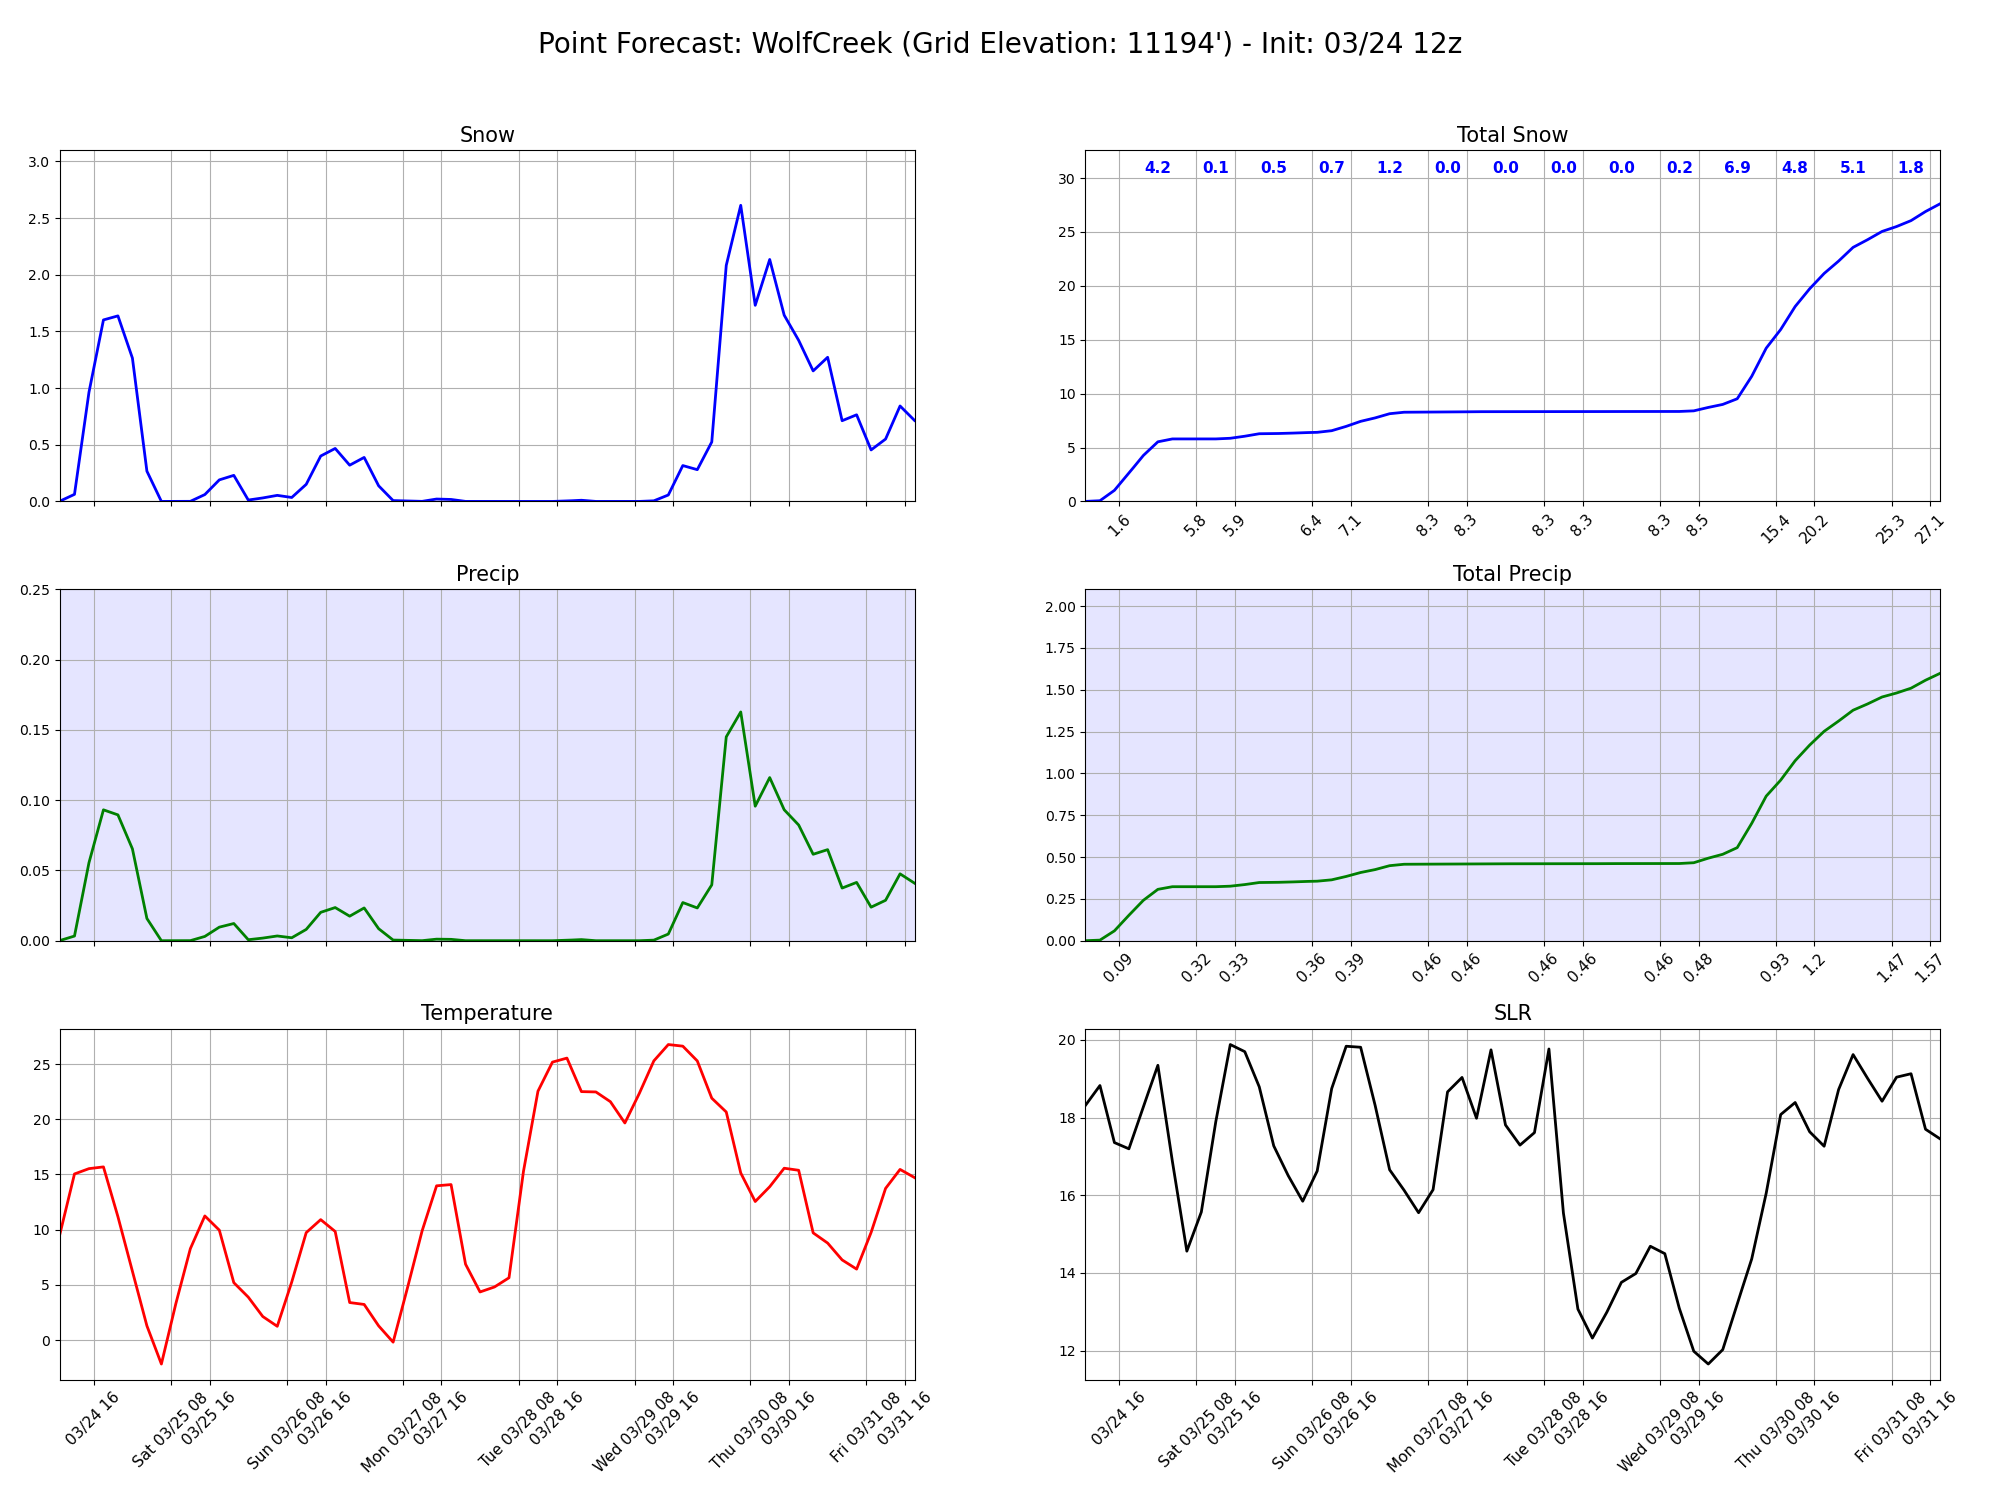 Point Forecast: WolfCreek (Grid Elevation: 11194') - Init: 03/24 12z
Snow
3.0
2.5
2.0
1.5
1.0
0.5
0.0
Total Snow
4.2 0.1 0.5 0.7 1.2 0.0 0.0 0.0 0.0 0.2 6.9 4.8 5.1 1.8
30
25
20
15
10
5
0
1.6 5.8 5.9 6.4 7.1 8.3 8.3 8.3 8.3 8.3 8.5 15.4 20.2 25.3 27.1
Precip
0.25
0.20
0.15
0.10
0.05
0.00
Total Precip
2.00
1.75
1.50
1.25
1.00
0.75
0.50
0.25
0.00
0.09 0.32 0.33 0.36 0.39 0.46 0.46 0.46 0.46 0.46 0.48 0.93 1.2 1.47 1.57
Temperature
25
20
15
10
5
0
03/24 16
Sat 03/25 08
03/25 16
Sun 03/26 08
03/26 16
Mon 03/27 08
03/27 16
Tue 03/28 08
03/28 16
Wed 03/29 08
03/29 16
Thu 03/30 08
03/30 16
Fri 03/31 08
03/31 16
SLR
20
18
16
14
12
03/24 16
Sat 03/25 08
03/25 16
Sun 03/26 08
03/26 16
Mon 03/27 08
03/27 16
Tue 03/28 08
03/28 16
Wed 03/29 08
03/29 16
Thu 03/30 08
03/30 16
Fri 03/31 08
03/31 16